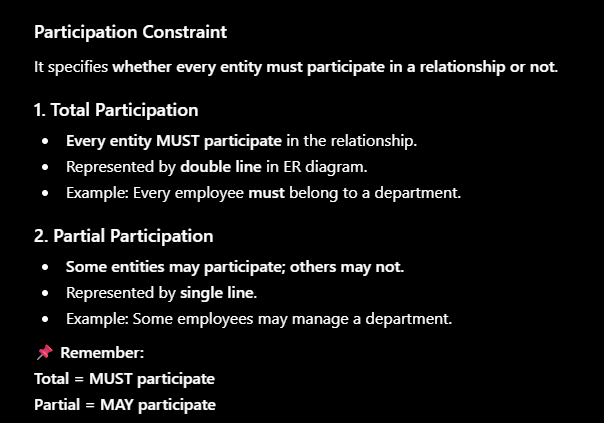 Participation Constraint
It specifies whether every entity must participate in a relationship or not.
1. Total Participation
• Every entity MUST participate in the relationship.
• Represented by double line in ER diagram.
• Example: Every employee must belong to a department.
2. Partial Participation
• Some entities may participate; others may not.
• Represented by single line.
• Example: Some employees may manage a department.
📌 Remember:
Total = MUST participate
Partial = MAY participate